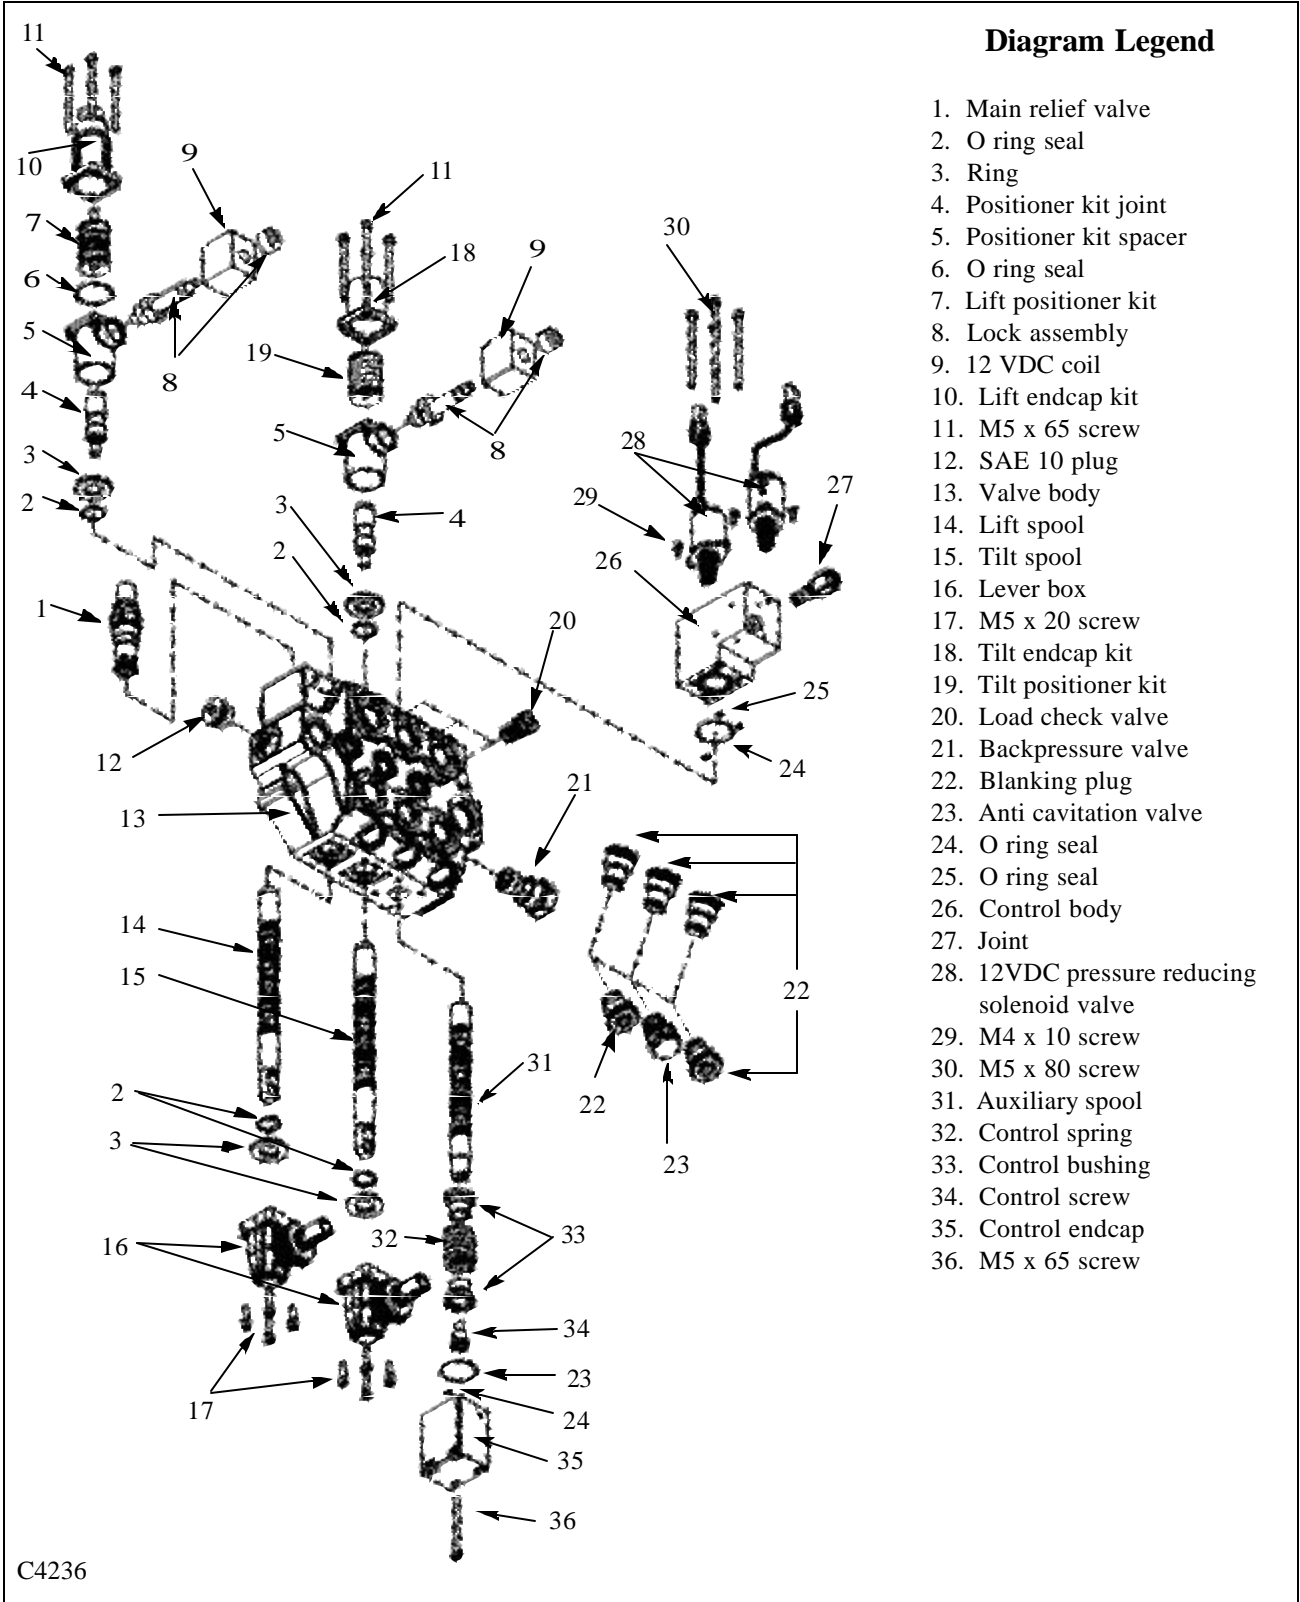 Diagram Legend
1. Main relief valve
2. O ring seal
3. Ring
4. Positioner kit joint
5. Positioner kit spacer
6. O ring seal
7. Lift positioner kit
8. Lock assembly
9. 12 VDC coil
10. Lift endcap kit
11. M5 x 65 screw
12. SAE 10 plug
13. Valve body
14. Lift spool
15. Tilt spool
16. Lever box
17. M5 x 20 screw
18. Tilt endcap kit
19. Tilt positioner kit
20. Load check valve
21. Backpressure valve
22. Blanking plug
23. Anti cavitation valve
24. O ring seal
25. O ring seal
26. Control body
27. Joint
28. 12VDC pressure reducing
solenoid valve
29. M4 x 10 screw
30. M5 x 80 screw
31. Auxiliary spool
32. Control spring
33. Control bushing
34. Control screw
35. Control endcap
36. M5 x 65 screw
11
10
9
11
7
18
9
30
6
5
19
8
4
5
8
28
27
3
29
2
3
4
2
26
1
20
25
12
24
21
13
14
22
15
31
22
2
3
23
16
32
33
34
23
17
24
35
36
C4236